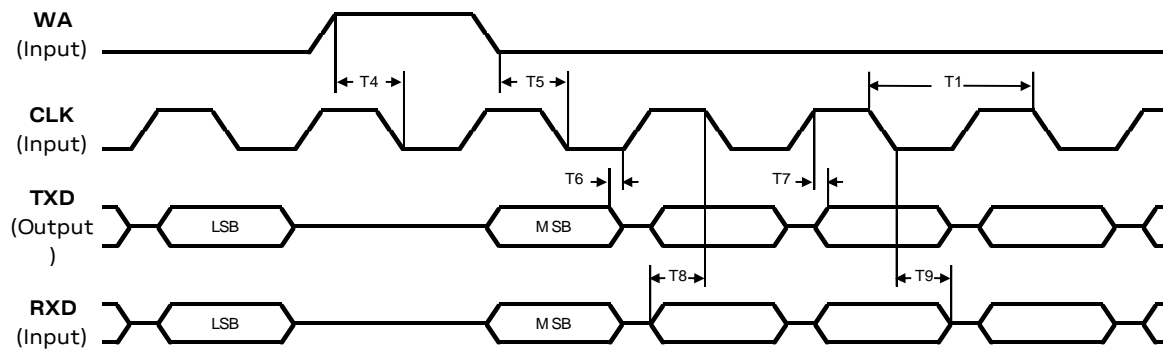 WA
(Input)
T4
T5
T1
CLK
(Input)
T6
T7
TXD
(Output
)
LSB
MSB
T8
T9
RXD
(Input)
LSB
MSB